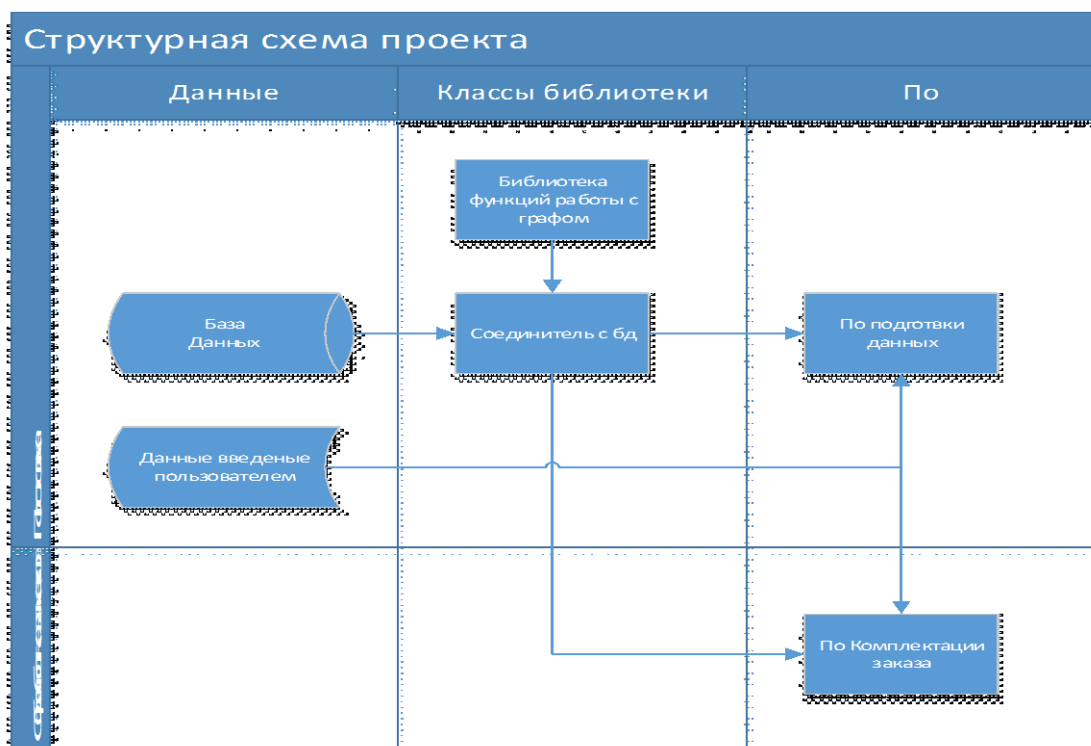 Структурная схема проекта
Данные
Классы библиотеки
По
Библиотека
функций работы с
графом
База
Данных
Соединитель с бд
По подготвки
данных
Данные введеные
пользователем
По Комплектации
заказа